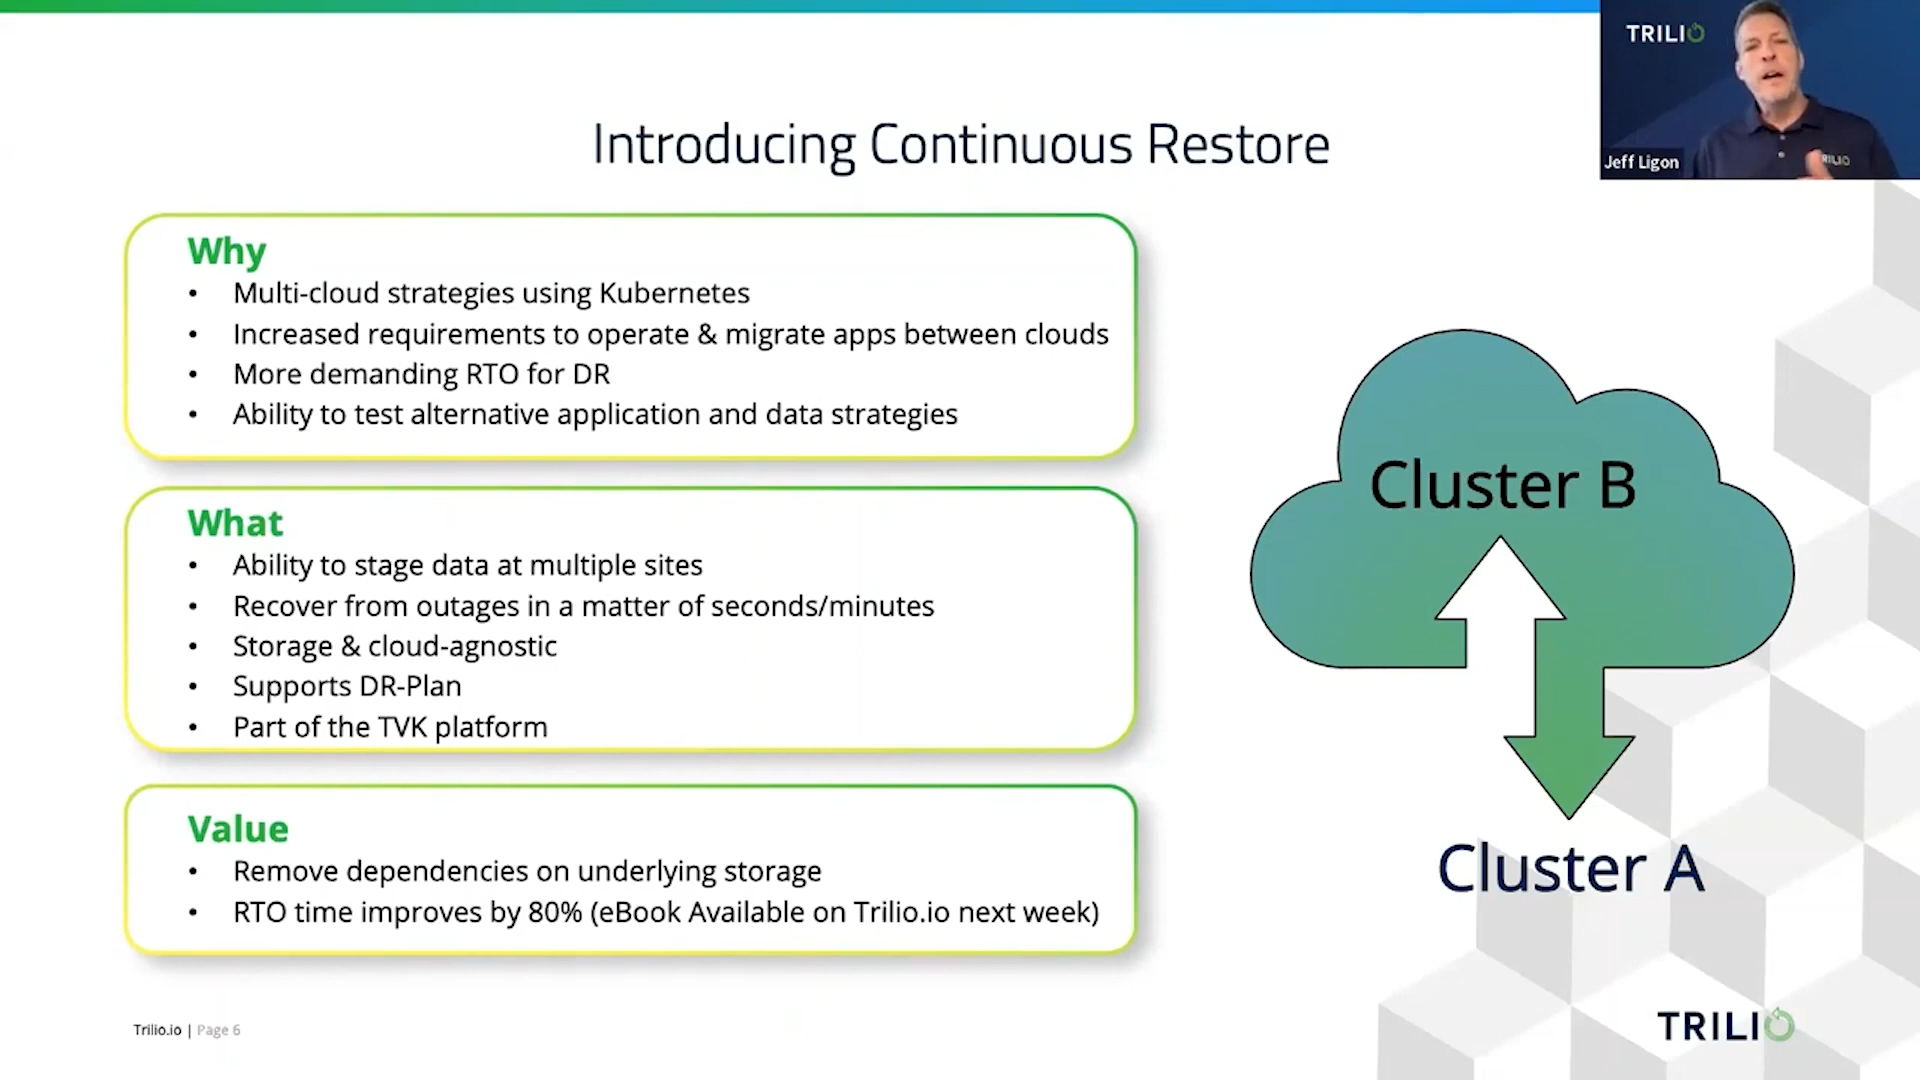 TRILIO
Jeff Ligon
TRILIO
Introducing Continuous Restore
Why
• Multi-cloud strategies using Kubernetes
• Increased requirements to operate & migrate apps between clouds
• More demanding RTO for DR
• Ability to test alternative application and data strategies
What
• Ability to stage data at multiple sites
• Recover from outages in a matter of seconds/minutes
• Storage & cloud-agnostic
• Supports DR-Plan
• Part of the TVK platform
Value
• Remove dependencies on underlying storage
• RTO time improves by 80% (eBook Available on Trilio.io next week)
Cluster B
Cluster A
Trilio.io | Page 6
TRILIO